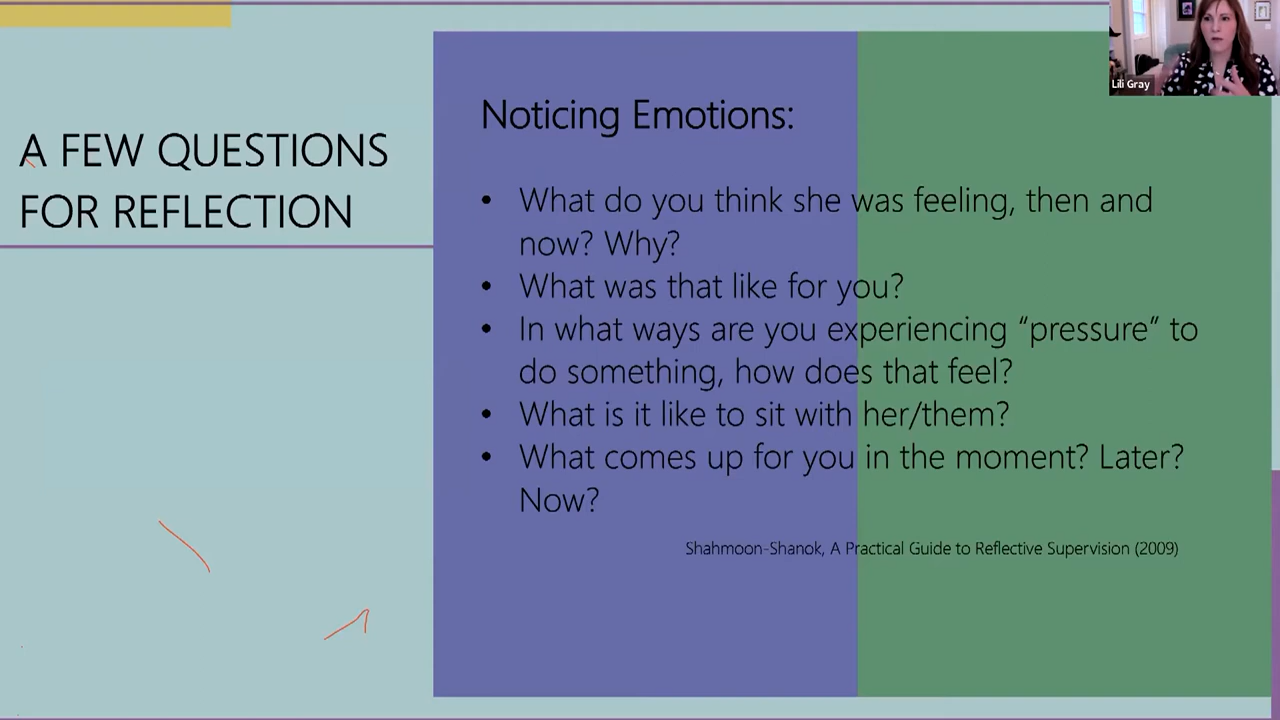 Lili Gray
A FEW QUESTIONS
FOR REFLECTION
Noticing Emotions:
• What do you think she was feeling, then and
now? Why?
• What was that like for you?
• In what ways are you experiencing “pressure” to
do something, how does that feel?
• What is it like to sit with her/them?
• What comes up for you in the moment? Later?
Now?
Shahmoon-Shanok, A Practical Guide to Reflective Supervision (2009)